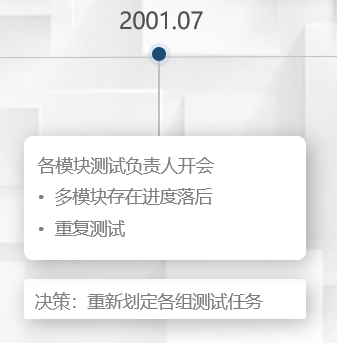 2001.07
各模块测试负责人开会
• 多模块存在进度落后
• 重复测试
决策：重新划定各组测试任务